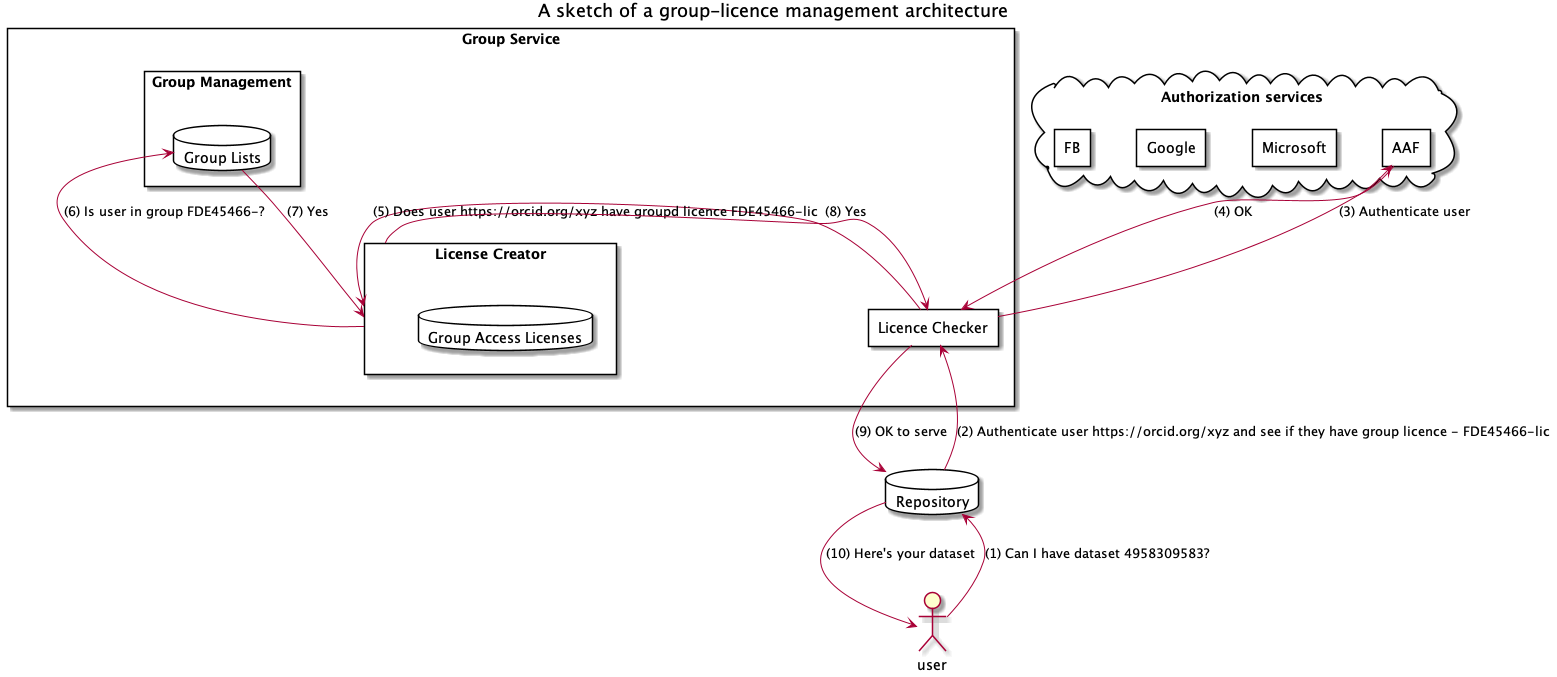 A sketch of a group-licence management architecture
Group Service
Group Management
Group Lists
Authorization services
FB
Google
Microsoft
AAF
(6) Is user in group FDE45466-?
(7) Yes
(5) Does user https://orcid.org/xyz have groupd licence FDE45466-lic
(8) Yes
(4) OK
(3) Authenticate user
License Creator
Group Access Licenses
Licence Checker
(9) OK to serve
(2) Authenticate user https://orcid.org/xyz and see if they have group licence - FDE45466-lic
Repository
(10) Here's your dataset
(1) Can I have dataset 4958309583?
user